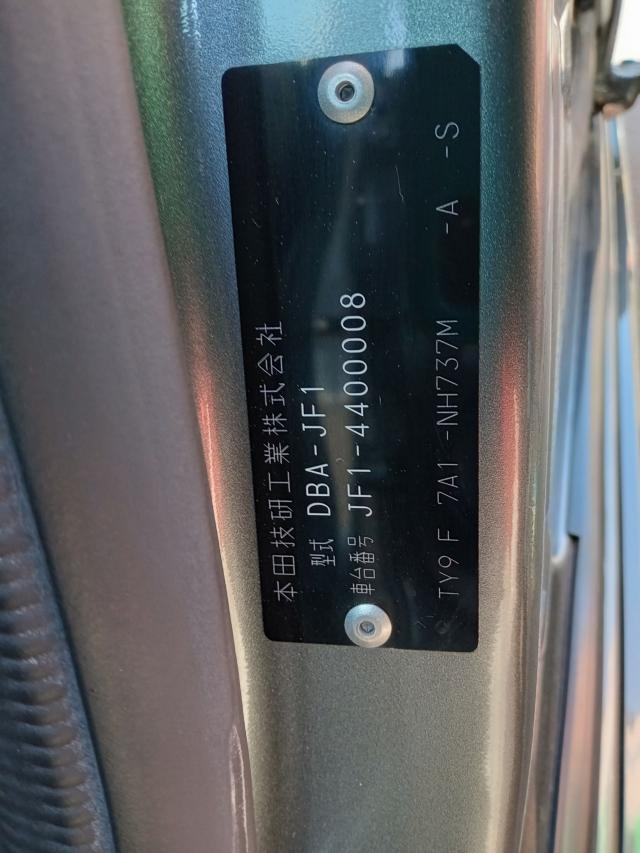 本田技研工業株式会社
型式 DBA-JF1
車台番号 JF1-4400008
TY9 F 7A1 -NH737M -A -S